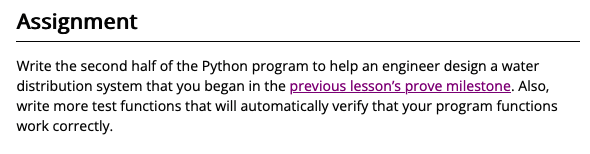 Assignment
Write the second half of the Python program to help an engineer design a water
distribution system that you began in the previous lesson's prove milestone. Also,
write more test functions that will automatically verify that your program functions
work correctly.